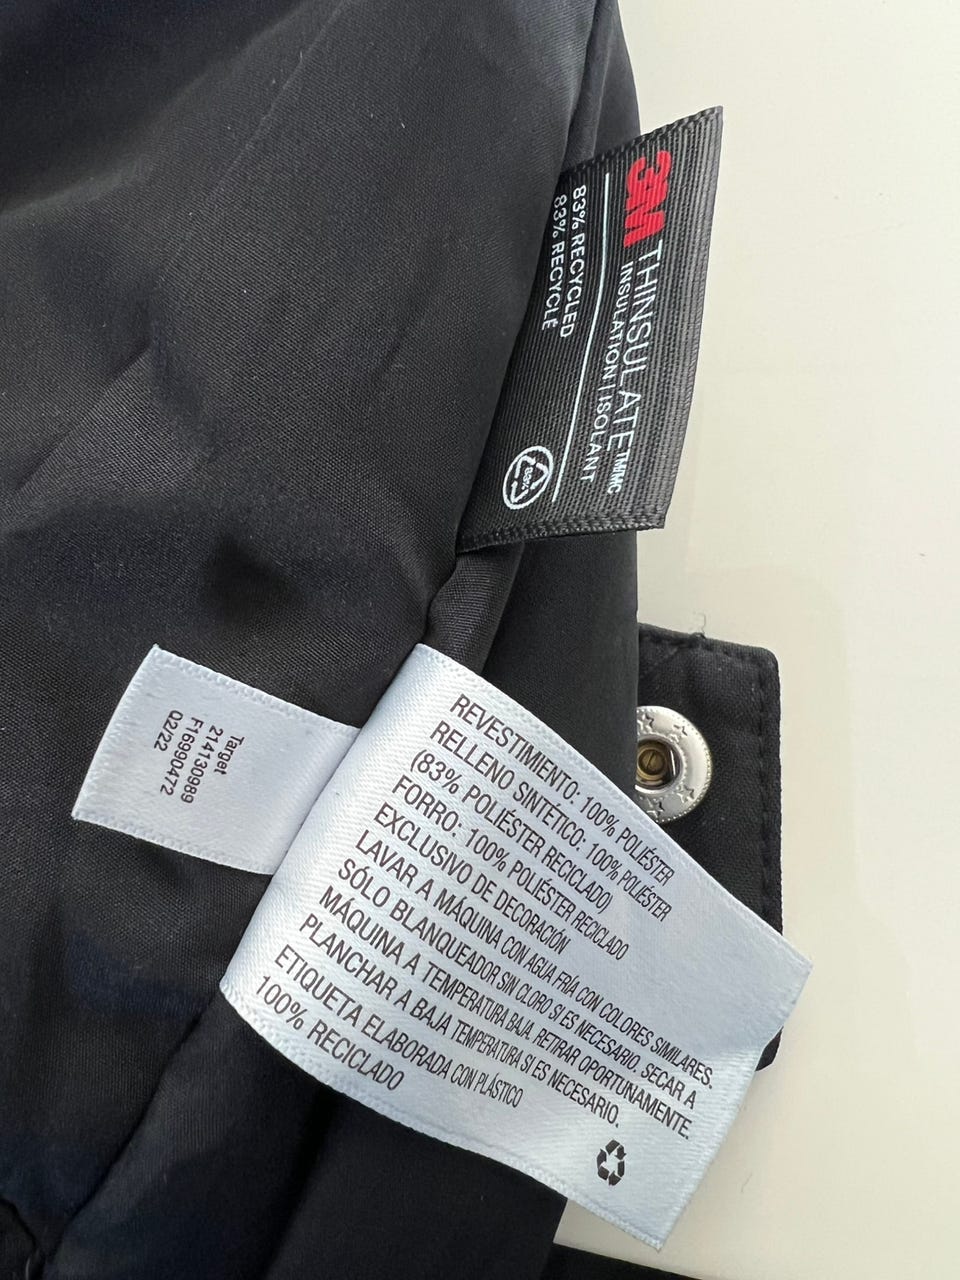 3M THINSULATE™/MC
INSULATION | ISOLANT
83% RECYCLED
83% RECYCLÉ
83%
Target
214130989
F16990472
Q2/22
REVESTIMIENTO: 100% POLIÉSTER
RELLENO SINTÉTICO: 100% POLIÉSTER
(83% POLIÉSTER RECICLADO)
FORRO: 100% POLIÉSTER RECICLADO
EXCLUSIVO DE DECORACIÓN
LAVAR A MÁQUINA CON AGUA FRÍA CON COLORES SIMILARES.
SÓLO BLANQUEADOR SIN CLORO SI ES NECESARIO. SECAR A
MÁQUINA A TEMPERATURA BAJA. RETIRAR OPORTUNAMENTE.
PLANCHAR A BAJA TEMPERATURA SI ES NECESARIO.
ETIQUETA ELABORADA CON PLÁSTICO
100% RECICLADO